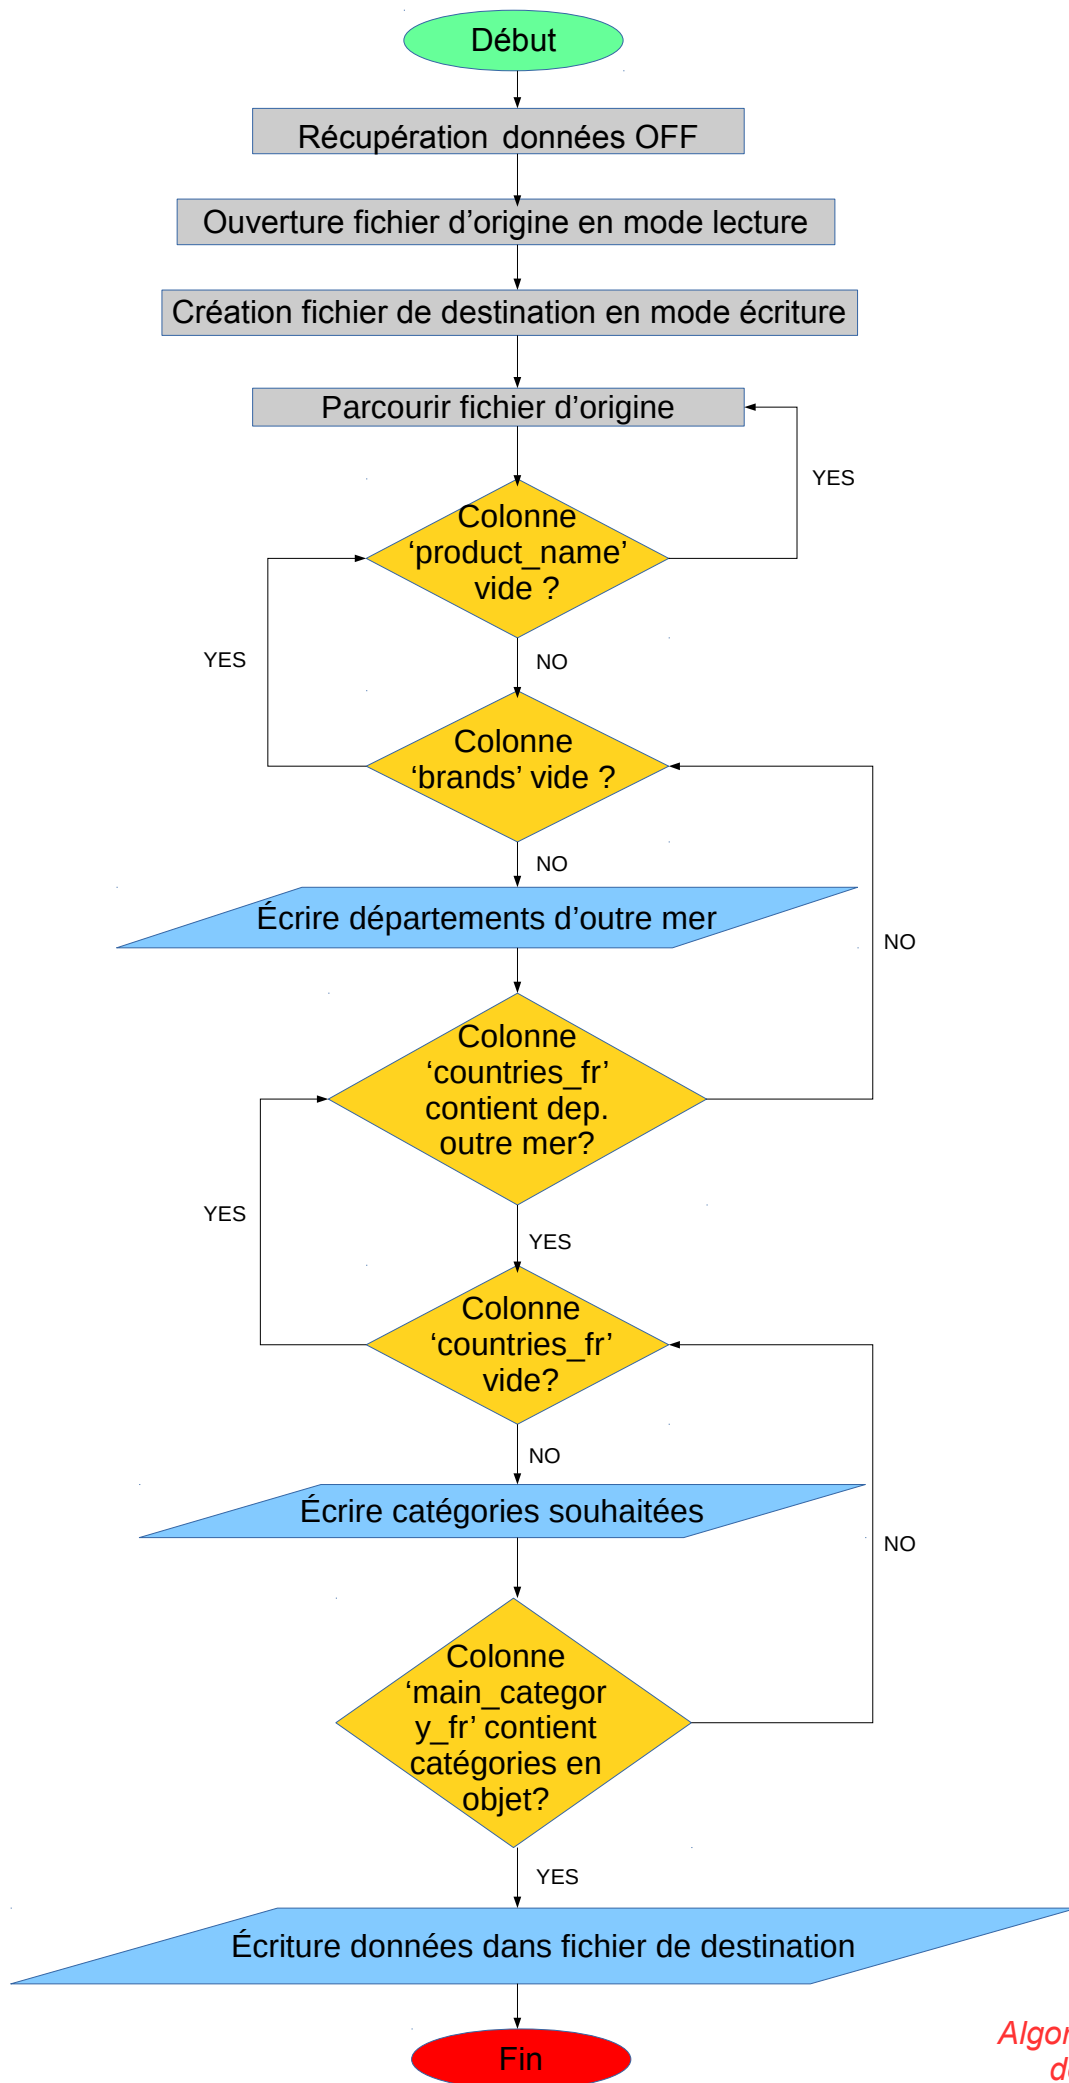 Début
Récupération données OFF
Ouverture fichier d’origine en mode lecture
Création fichier de destination en mode écriture
Parcourir fichier d’origine
YES
Colonne
‘product_name’
vide ?
YES
NO
Colonne
‘brands’ vide ?
NO
Écrire départements d’outre mer
NO
Colonne
‘countries_fr’
contient dep.
outre mer?
YES
YES
Colonne
‘countries_fr’
vide?
NO
Écrire catégories souhaitées
NO
Colonne
‘main_categor
y_fr’ contient
catégories en
objet?
YES
Écriture données dans fichier de destination
Fin